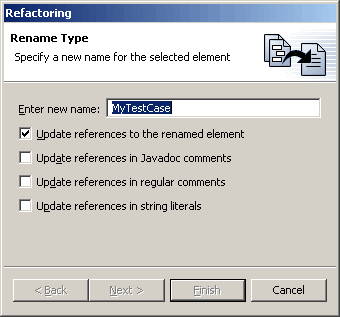 Refactoring
Rename Type
Specify a new name for the selected element
Enter new name: MyTestCase
Update references to the renamed element
Update references in Javadoc comments
Update references in regular comments
Update references in string literals
< Back Next > Finish Cancel